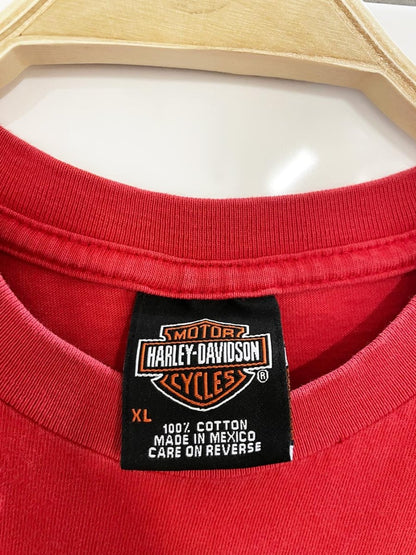 MOTOR
HARLEY-DAVIDSON
CYCLES
®
XL
100% COTTON
MADE IN MEXICO
CARE ON REVERSE